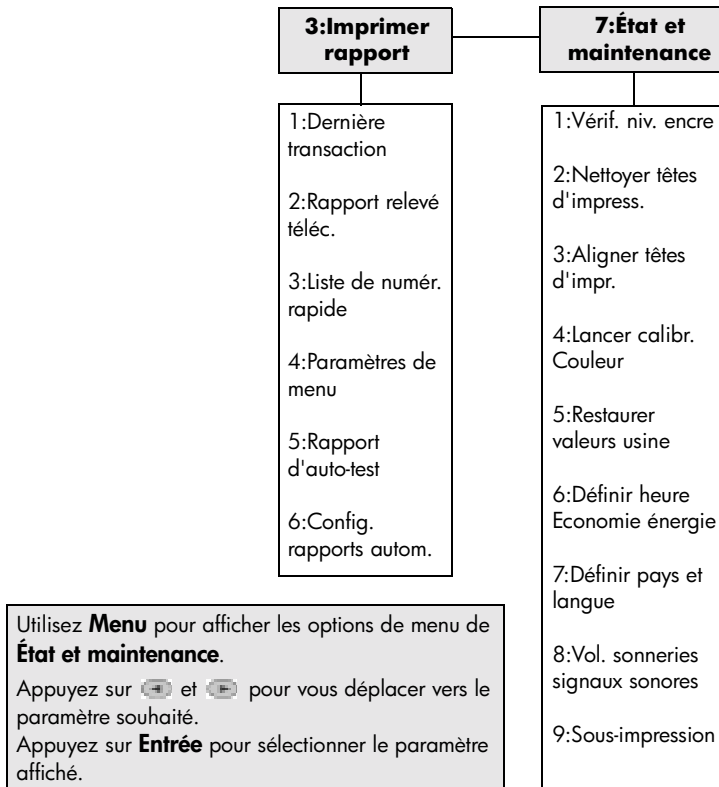 3:Imprimer
rapport
1:Dernière
transaction
2:Rapport relevé
téléc.
3:Liste de numér.
rapide
4:Paramètres de
menu
5:Rapport
d'auto-test
6:Config.
rapports autom.
7:État et
maintenance
1:Vérif. niv. encre
2:Nettoyer têtes
d'impress.
3:Aligner têtes
d'impr.
4:Lancer calibr.
Couleur
5:Restaurer
valeurs usine
6:Définir heure
Economie énergie
7:Définir pays et
langue
8:Vol. sonneries
signaux sonores
9:Sous-impression
Utilisez Menu pour afficher les options de menu de
État et maintenance.
Appuyez sur et pour vous déplacer vers le
paramètre souhaité.
Appuyez sur Entrée pour sélectionner le paramètre
affiché.